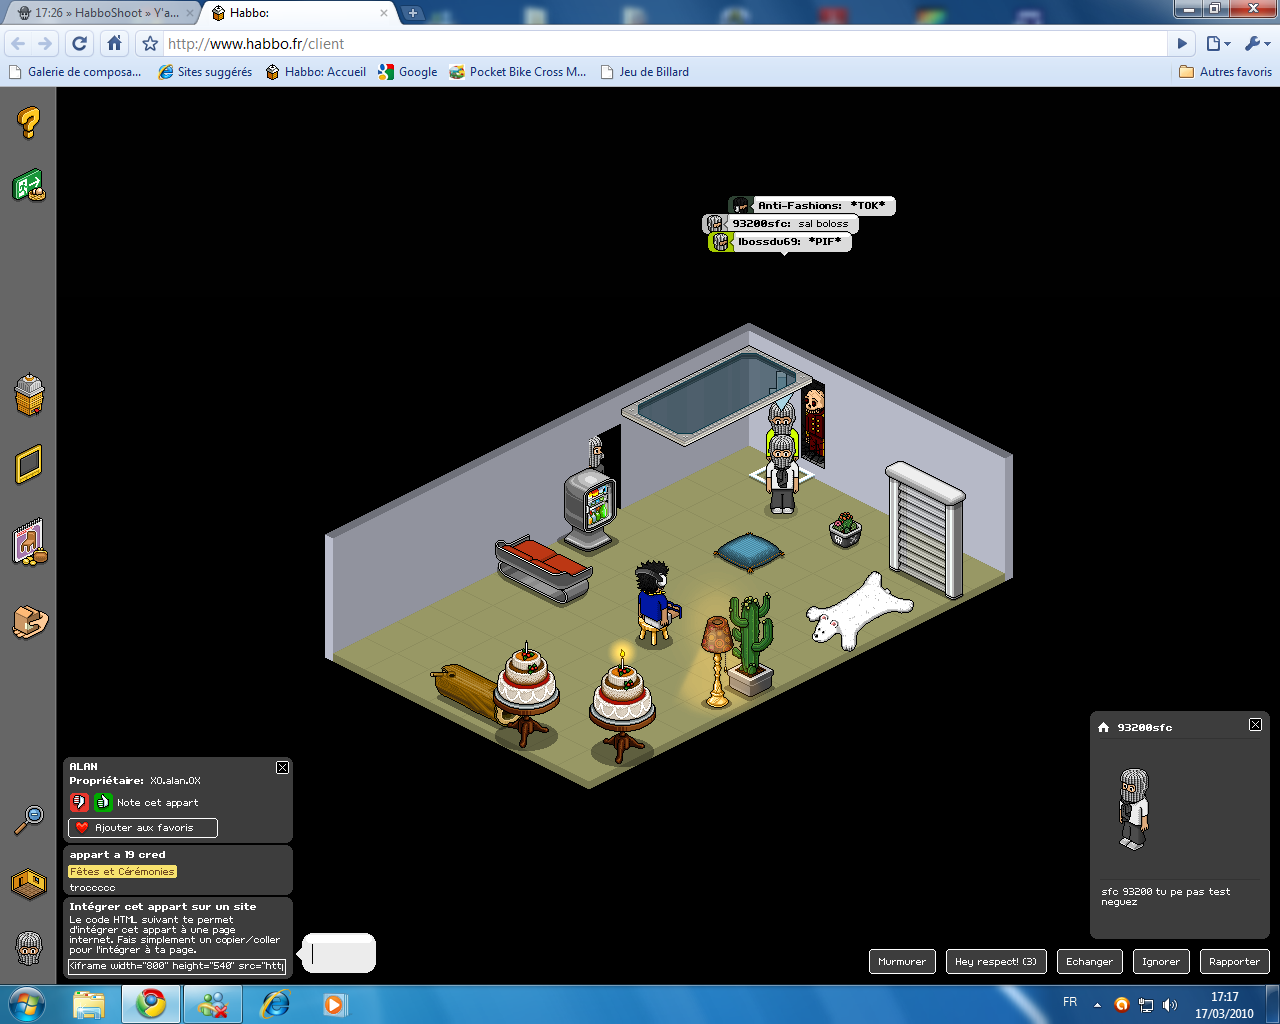 17:26 » HabboShoot » Y'a...
Habbo:
http://www.habbo.fr/client
Galerie de composa...
Sites suggérés
Habbo: Accueil
Google
Pocket Bike Cross M...
Jeu de Billard
Autres favoris
Anti-Fashions: *TOK*
93200sfc: sal boloss
lbossdu69: *PIF*
93200sfc
sfc 93200 tu pe pas test
neguez
ALAN
Propriétaire: XO.alan.OX
Note cet appart
Ajouter aux favoris
appart a 19 cred
Fêtes et Cérémonies
troccccc
Intégrer cet appart sur un site
Le code HTML suivant te permet
d'intégrer cet appart à une page
internet. Fais simplement un copier/coller
pour l'intégrer à ta page.
<iframe width="800" height="540" src="http
Murmurer
Hey respect! (3)
Echanger
Ignorer
Rapporter
FR
17:17
17/03/2010